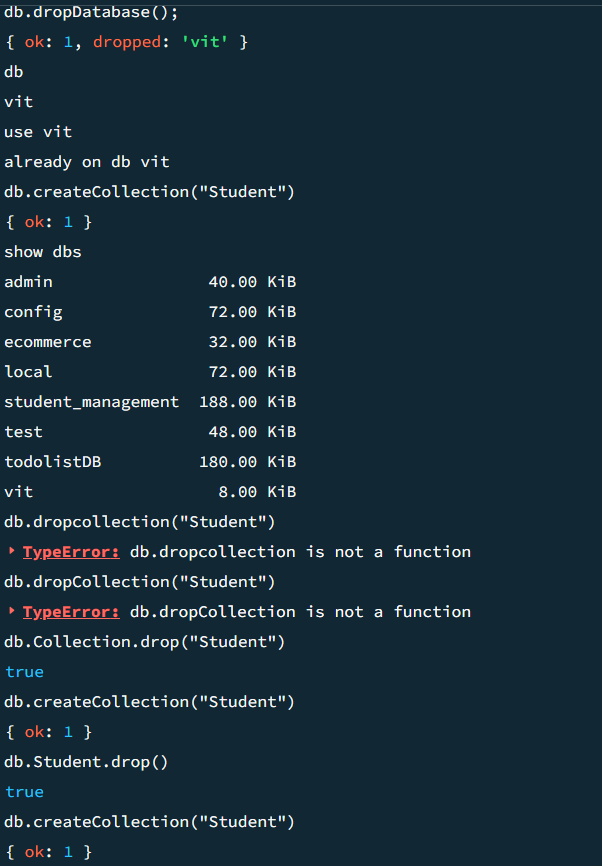 db.dropDatabase();
{ ok: 1, dropped: 'vit' }
db
vit
use vit
already on db vit
db.createCollection("Student")
{ ok: 1 }
show dbs
admin 40.00 KiB
config 72.00 KiB
ecommerce 32.00 KiB
local 72.00 KiB
student_management 188.00 KiB
test 48.00 KiB
todolistDB 180.00 KiB
vit 8.00 KiB
db.dropcollection("Student")
TypeError: db.dropcollection is not a function
db.dropCollection("Student")
TypeError: db.dropCollection is not a function
db.Collection.drop("Student")
true
db.createCollection("Student")
{ ok: 1 }
db.Student.drop()
true
db.createCollection("Student")
{ ok: 1 }